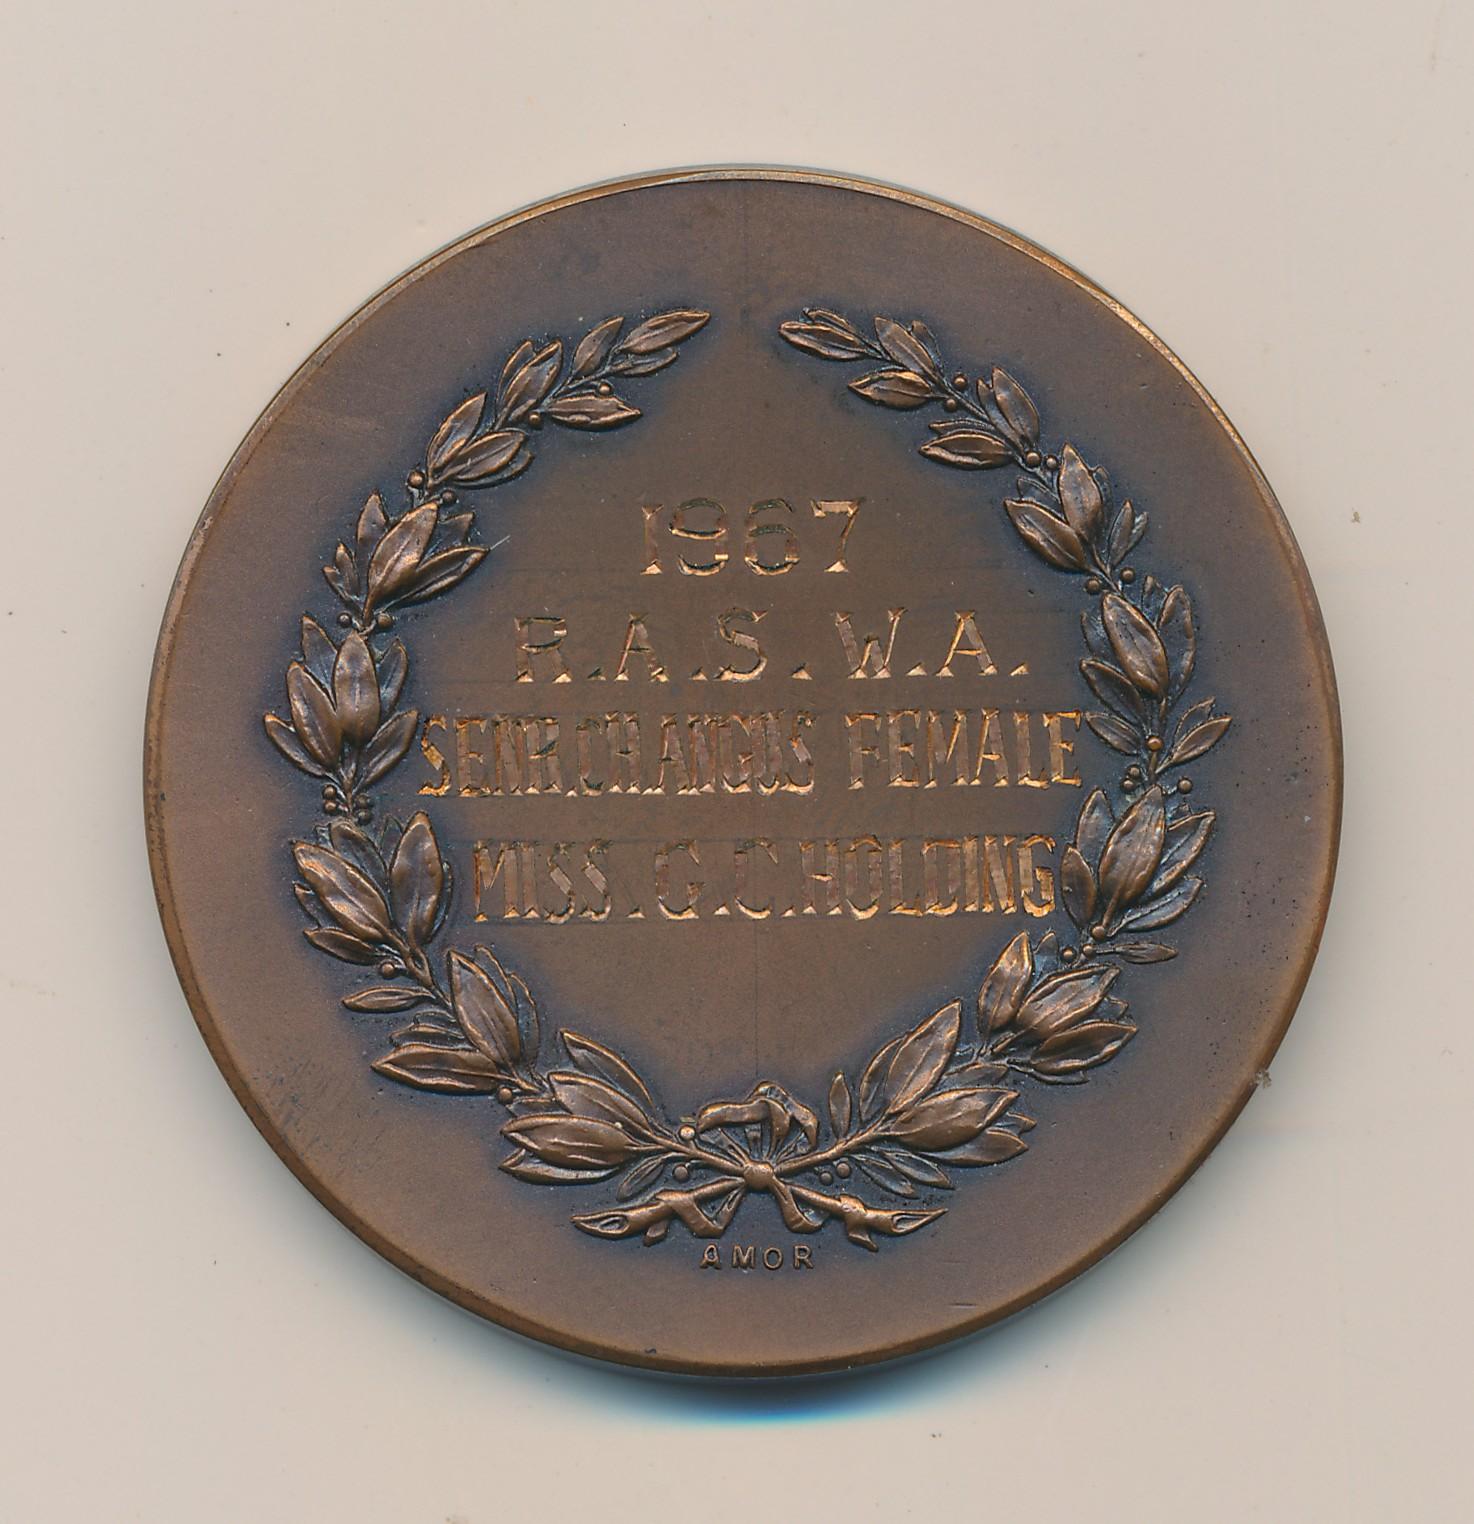 1967
R.A.S. W.A.
SENR.CH.ANGUS FEMALE
MISS.G.C.HOLDING
AMOR